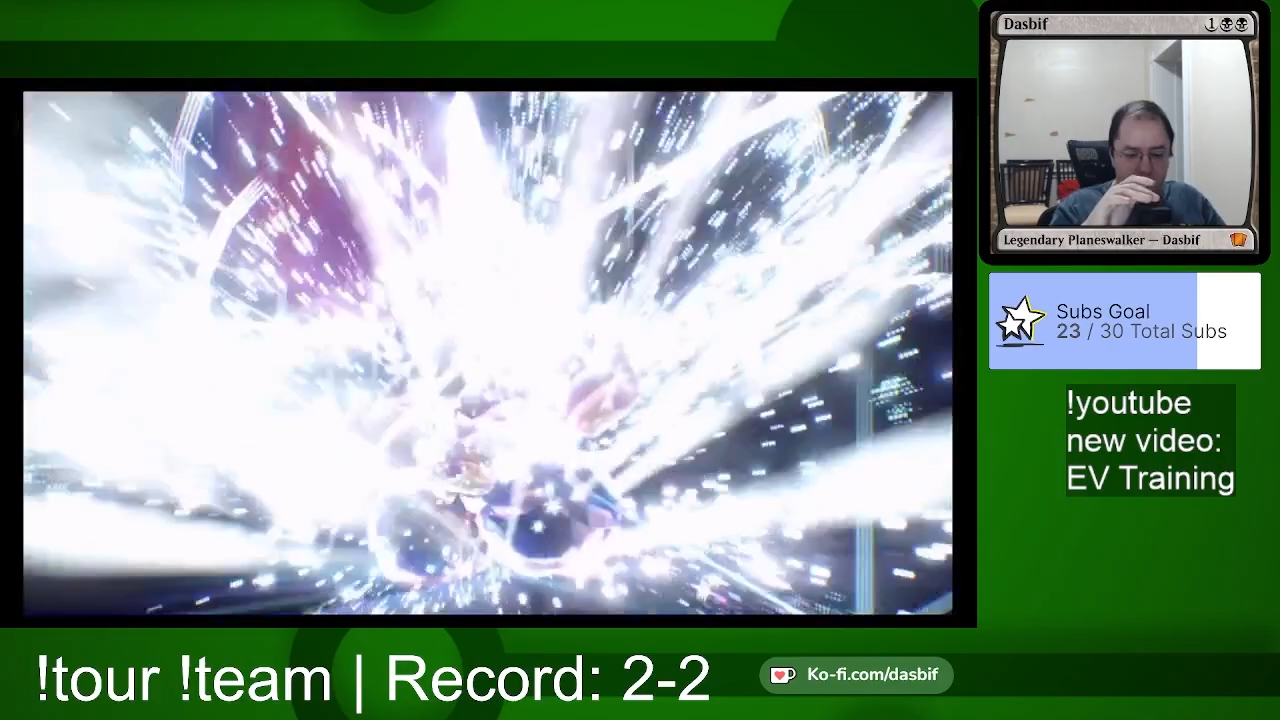 Dasbif 1
Legendary Planeswalker — Dasbif
Subs Goal
23 / 30 Total Subs
!youtube
new video:
EV Training
!tour !team | Record: 2-2
Ko-fi.com/dasbif